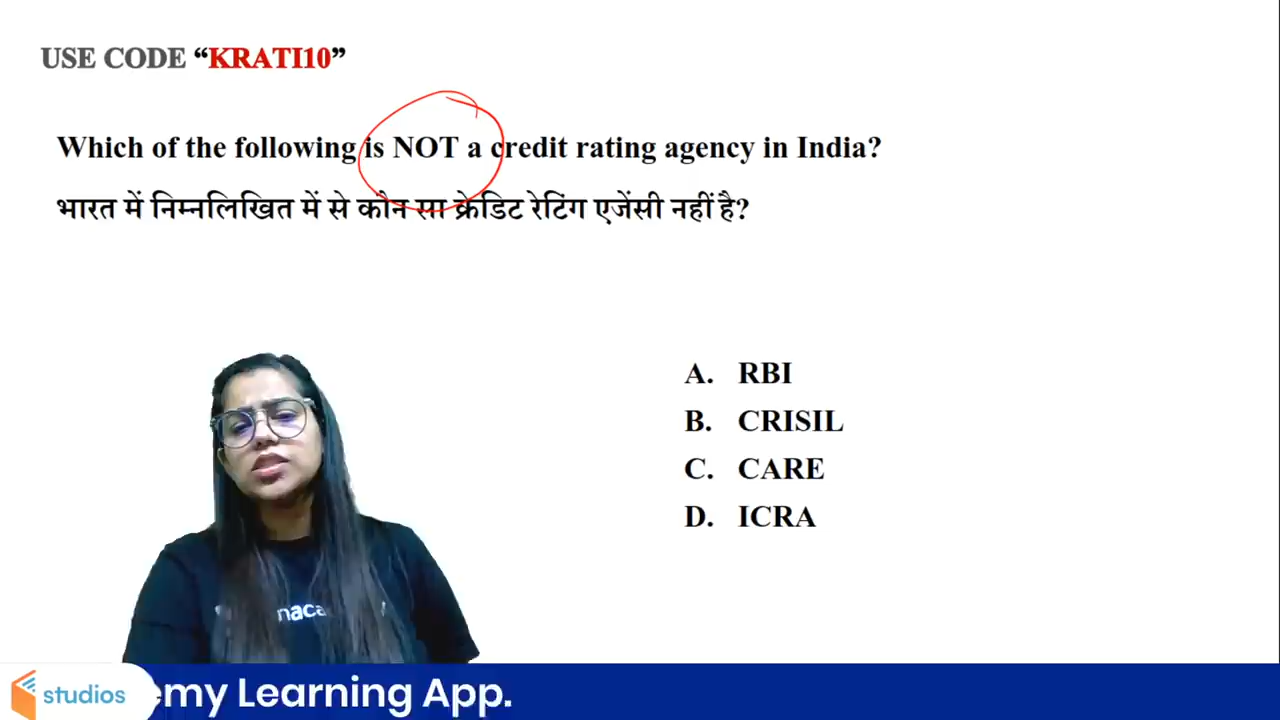 USE CODE “KRATI10”
Which of the following is NOT a credit rating agency in India?
भारत में निम्नलिखित में से कौन सा क्रेडिट रेटिंग एजेंसी नहीं है?
A. RBI
B. CRISIL
C. CARE
D. ICRA
naca
studios
emy Learning App.